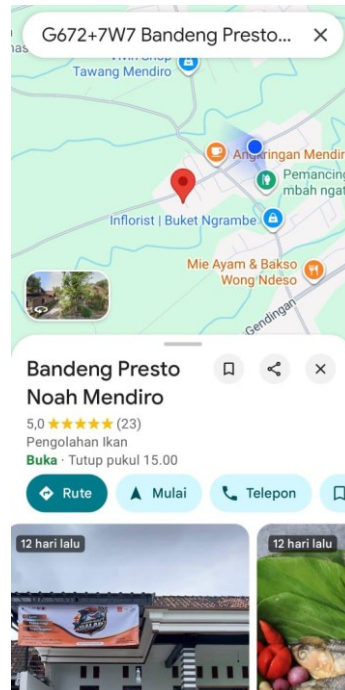 G672+7W7 Bandeng Presto...
Tawang Mendiro
Angkringan Mendir
Pemancing
mbah ngat
Inflorist | Buket Ngrambe
Mie Ayam & Bakso
Wong Ndeso
Gendingan
Bandeng Presto
Noah Mendiro
5,0 (23)
Pengolahan Ikan
Buka · Tutup pukul 15.00
Rute
Mulai
Telepon
12 hari lalu
12 hari lalu